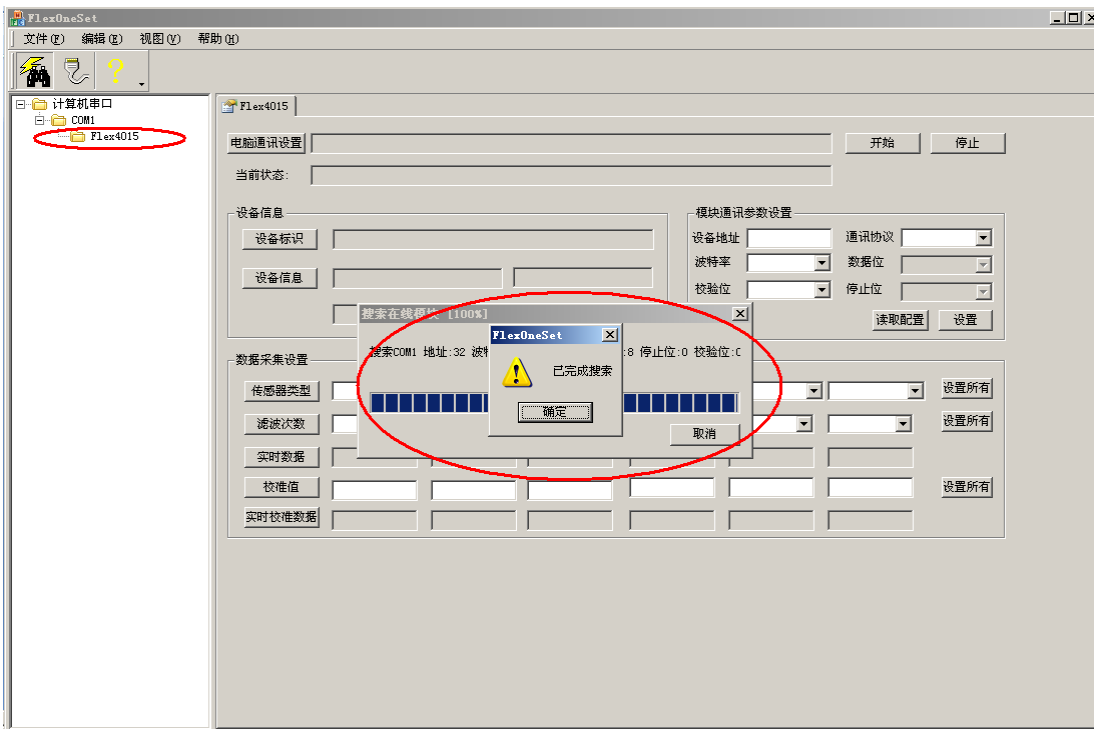 FlexOneSet
文件(F) 编辑(E) 视图(V) 帮助(H)
计算机串口
COM1
Flex4015
Flex4015
电脑通讯设置 开始 停止
当前状态:
设备信息
设备标识
设备信息
模块通讯参数设置
设备地址 通讯协议
波特率 数据位
校验位 停止位
读取配置 设置
搜索在线模块 [100%]
搜索COM1 地址:32 :8 停止位:0 校验位:
取消
FlexOneSet
已完成搜索
确定
数据采集设置
传感器类型 设置所有
滤波次数 设置所有
实时数据
校准值 设置所有
实时校准数据